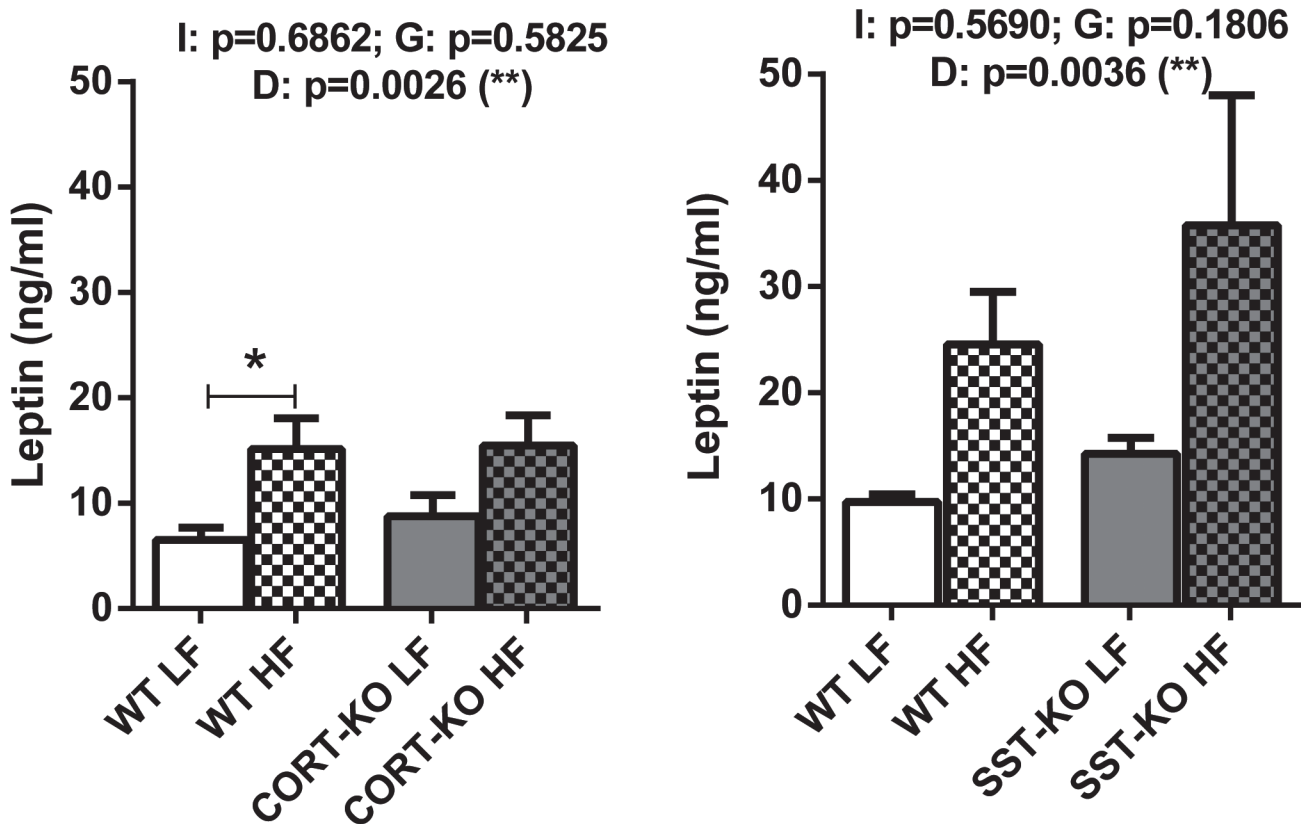 I: p=0.6862; G: p=0.5825
D: p=0.0026 (**)
50
40
30
20
10
0
Leptin (ng/ml)
*
WT LF
WT HF
CORT-KO LF
CORT-KO HF
I: p=0.5690; G: p=0.1806
D: p=0.0036 (**)
50
40
30
20
10
0
Leptin (ng/ml)
WT LF
WT HF
SST-KO LF
SST-KO HF